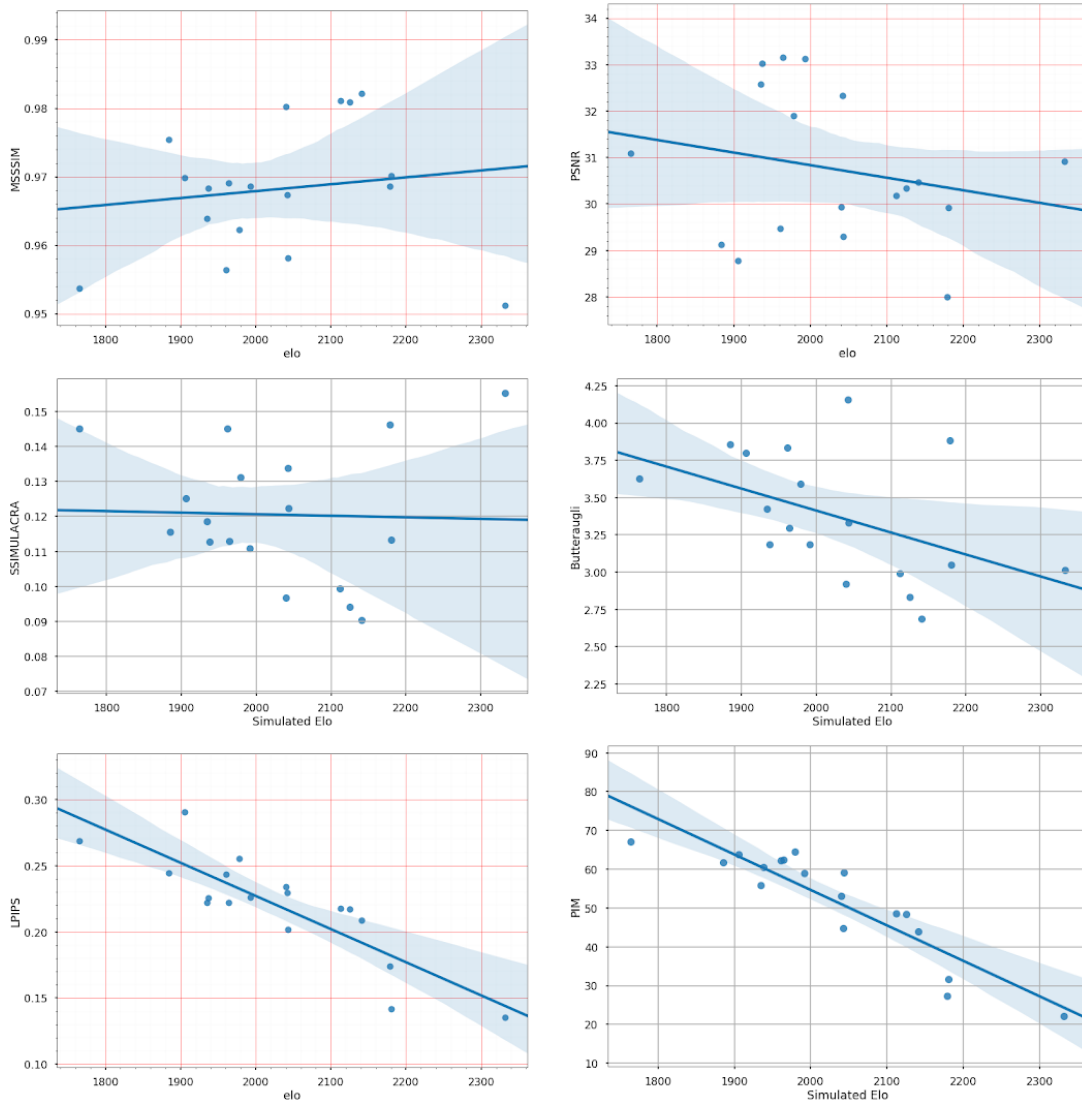 MSSSIM
0.99
0.98
0.97
0.96
0.95
1800 1900 2000 2100 2200 2300
elo
PSNR
34
33
32
31
30
29
28
1800 1900 2000 2100 2200 2300
elo
SSIMULACRA
0.15
0.14
0.13
0.12
0.11
0.10
0.09
0.08
0.07
1800 1900 2000 2100 2200 2300
Simulated Elo
Butteraugli
4.25
4.00
3.75
3.50
3.25
3.00
2.75
2.50
2.25
1800 1900 2000 2100 2200 2300
Simulated Elo
LPIPS
0.30
0.25
0.20
0.15
0.10
1800 1900 2000 2100 2200 2300
elo
PIM
90
80
70
60
50
40
30
20
10
1800 1900 2000 2100 2200 2300
Simulated Elo